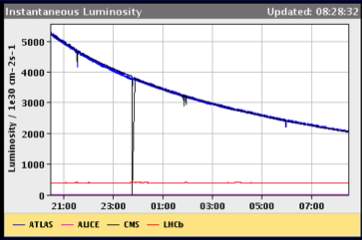 Instantaneous Luminosity Updated: 08:28:32
Luminosity / 1e30 cm-2s-1
5000
4000
3000
2000
1000
0
21:00 23:00 01:00 03:00 05:00 07:00
ATLAS ALICE CMS LHCb